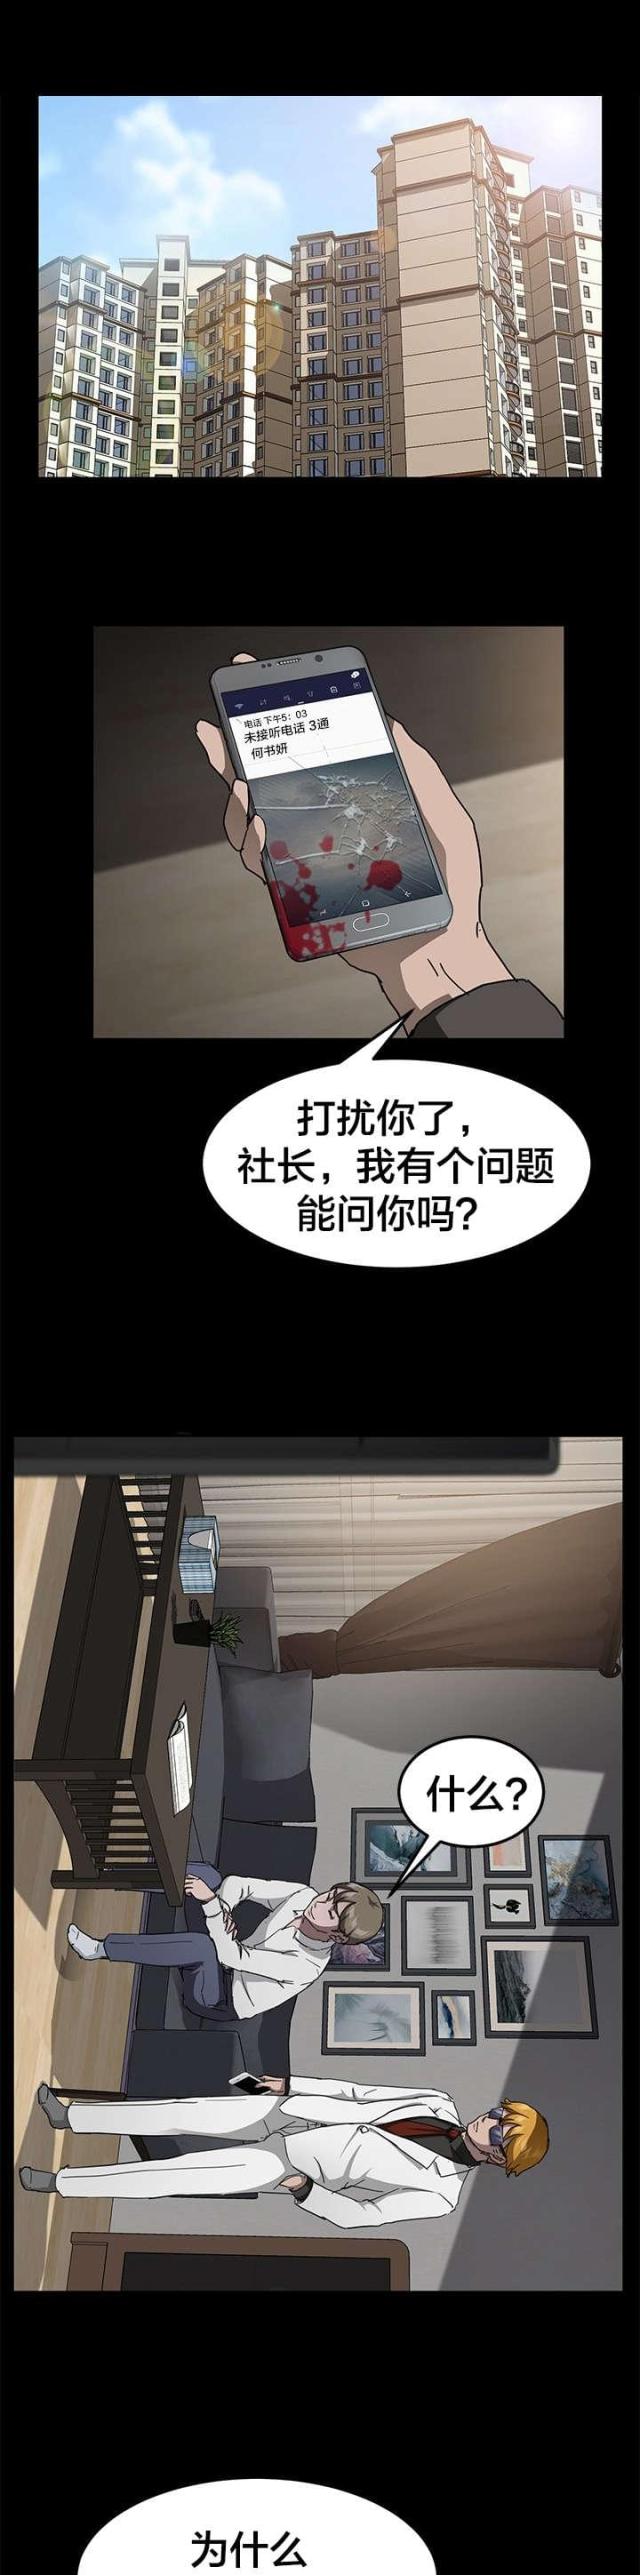 电话 下午5：03
未接听电话 3通
何书妍
打扰你了，
社长，我有个问题
能问你吗？
什么？
为什么